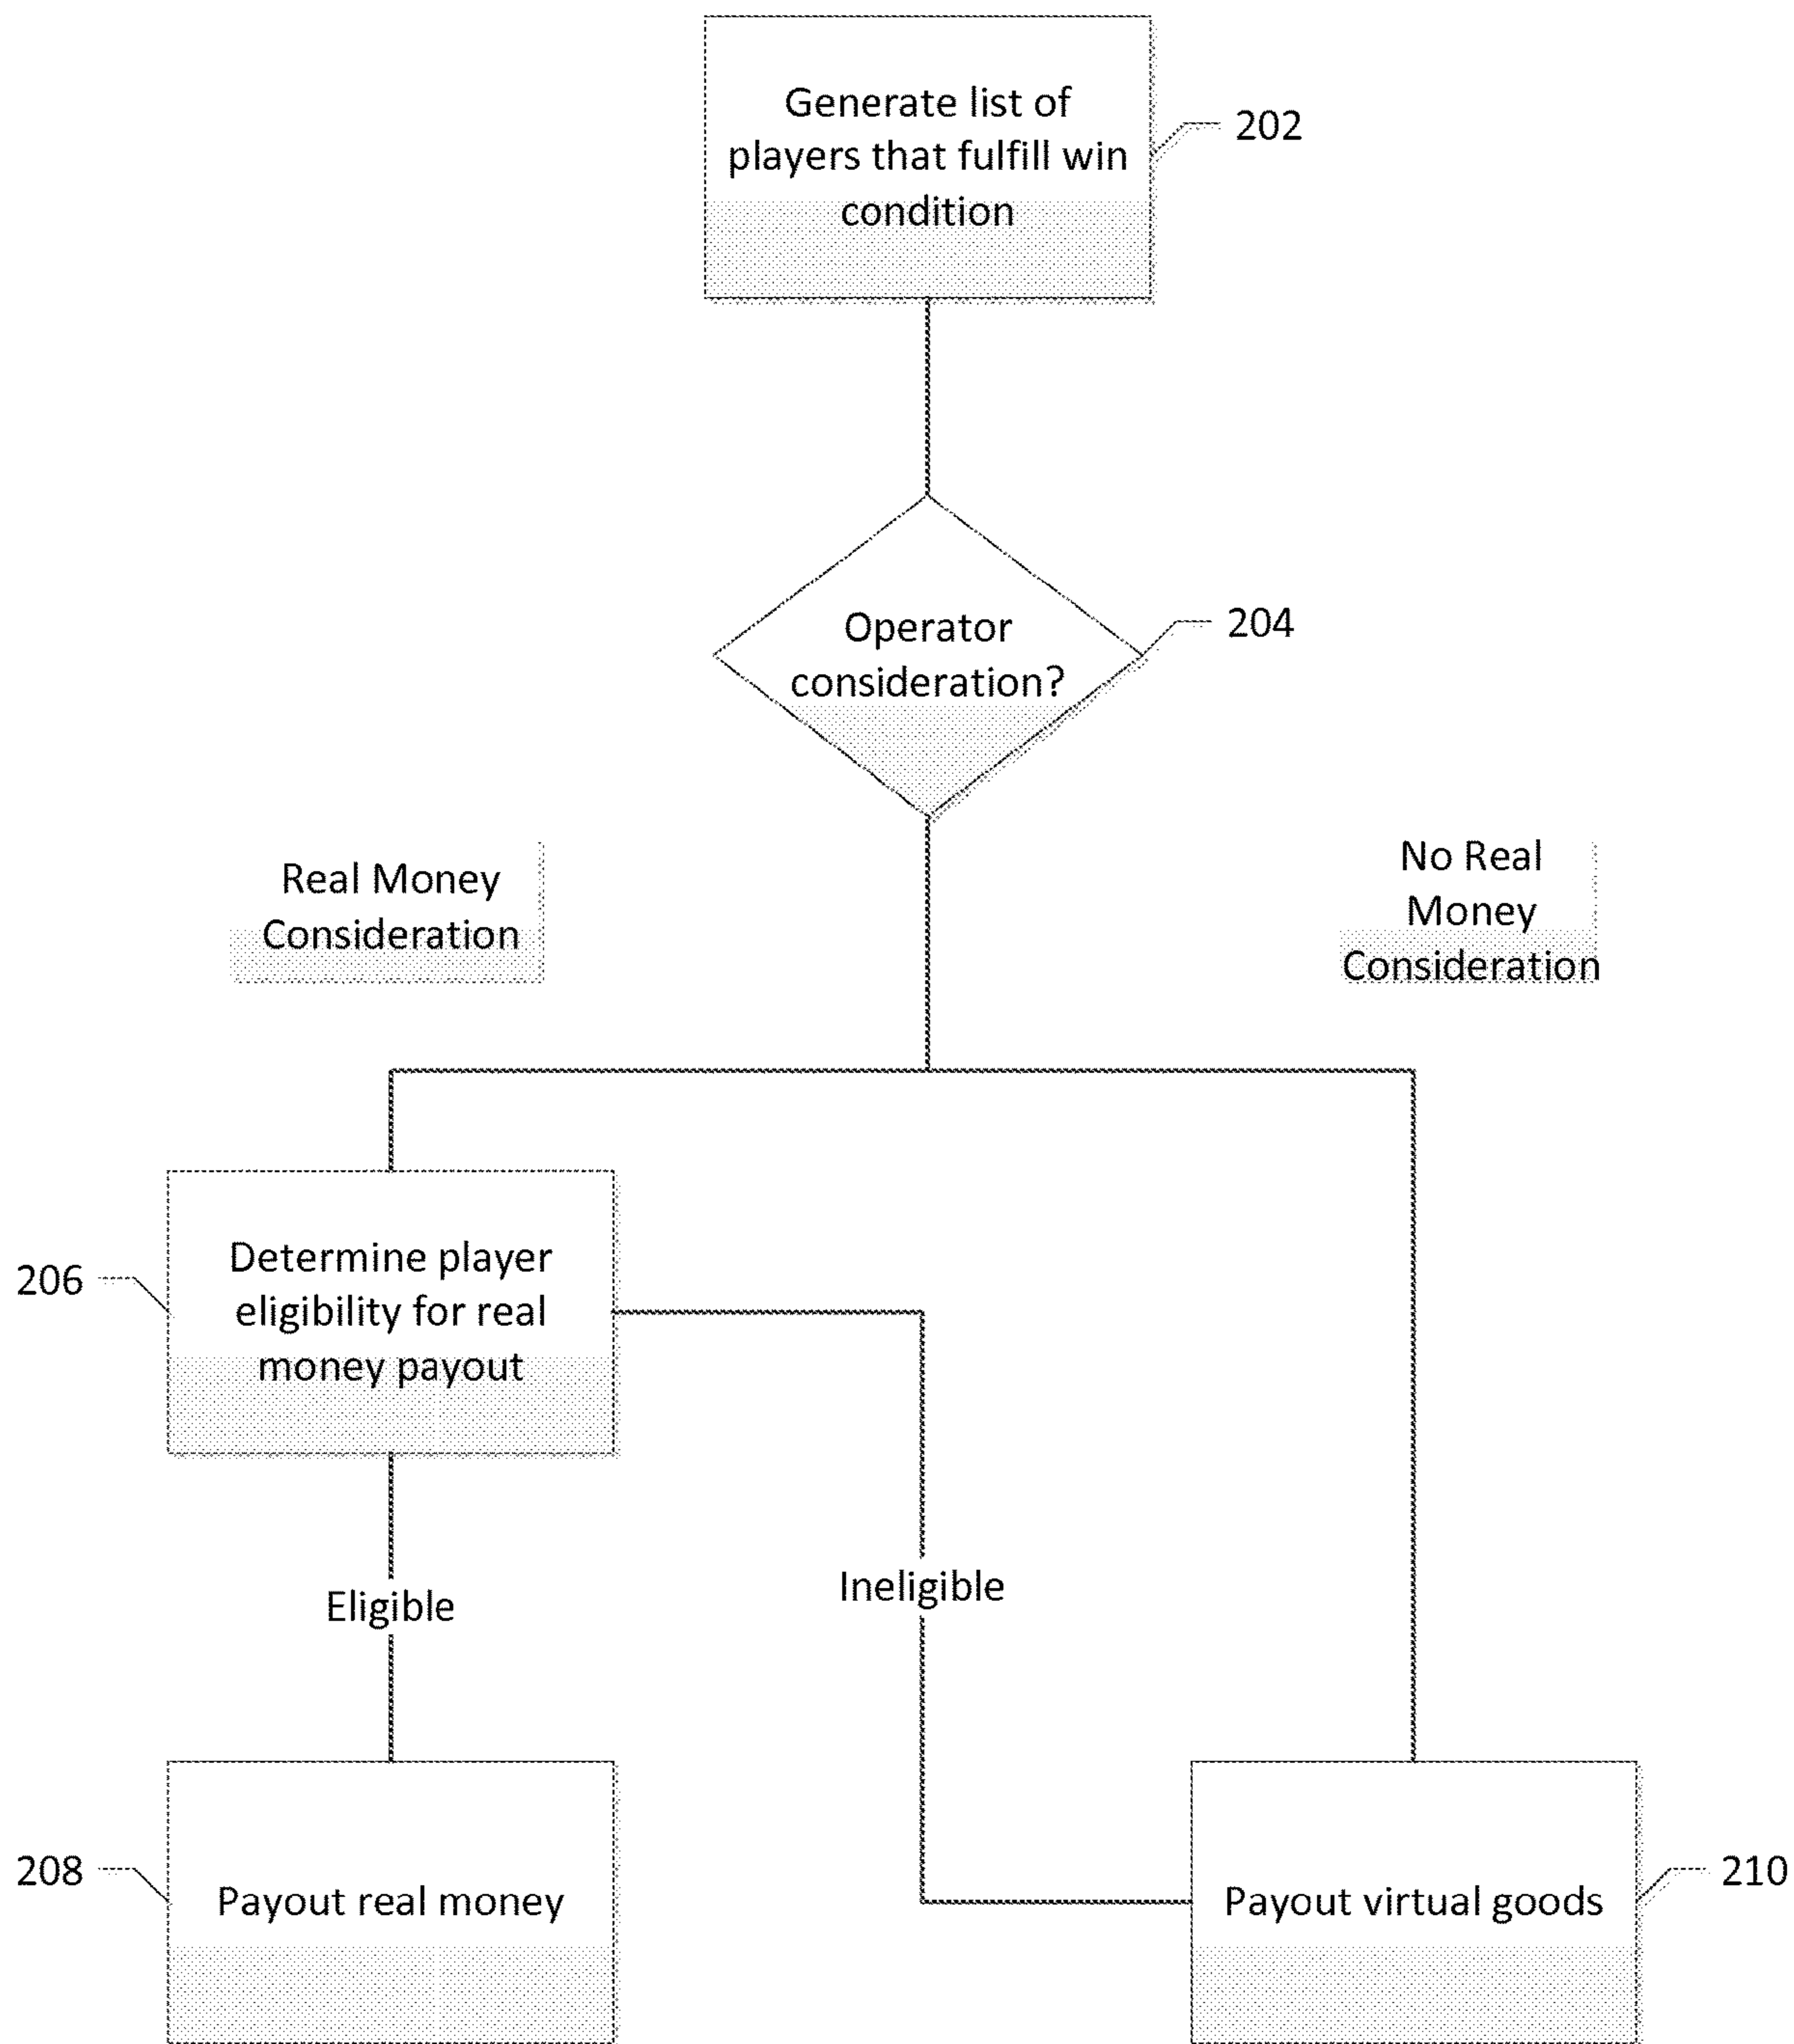 Generate list of
players that fulfill win
condition
202
Operator
consideration?
204
Real Money
Consideration
No Real
Money
Consideration
206
Determine player
eligibility for real
money payout
Eligible
Ineligible
208
Payout real money
Payout virtual goods
210